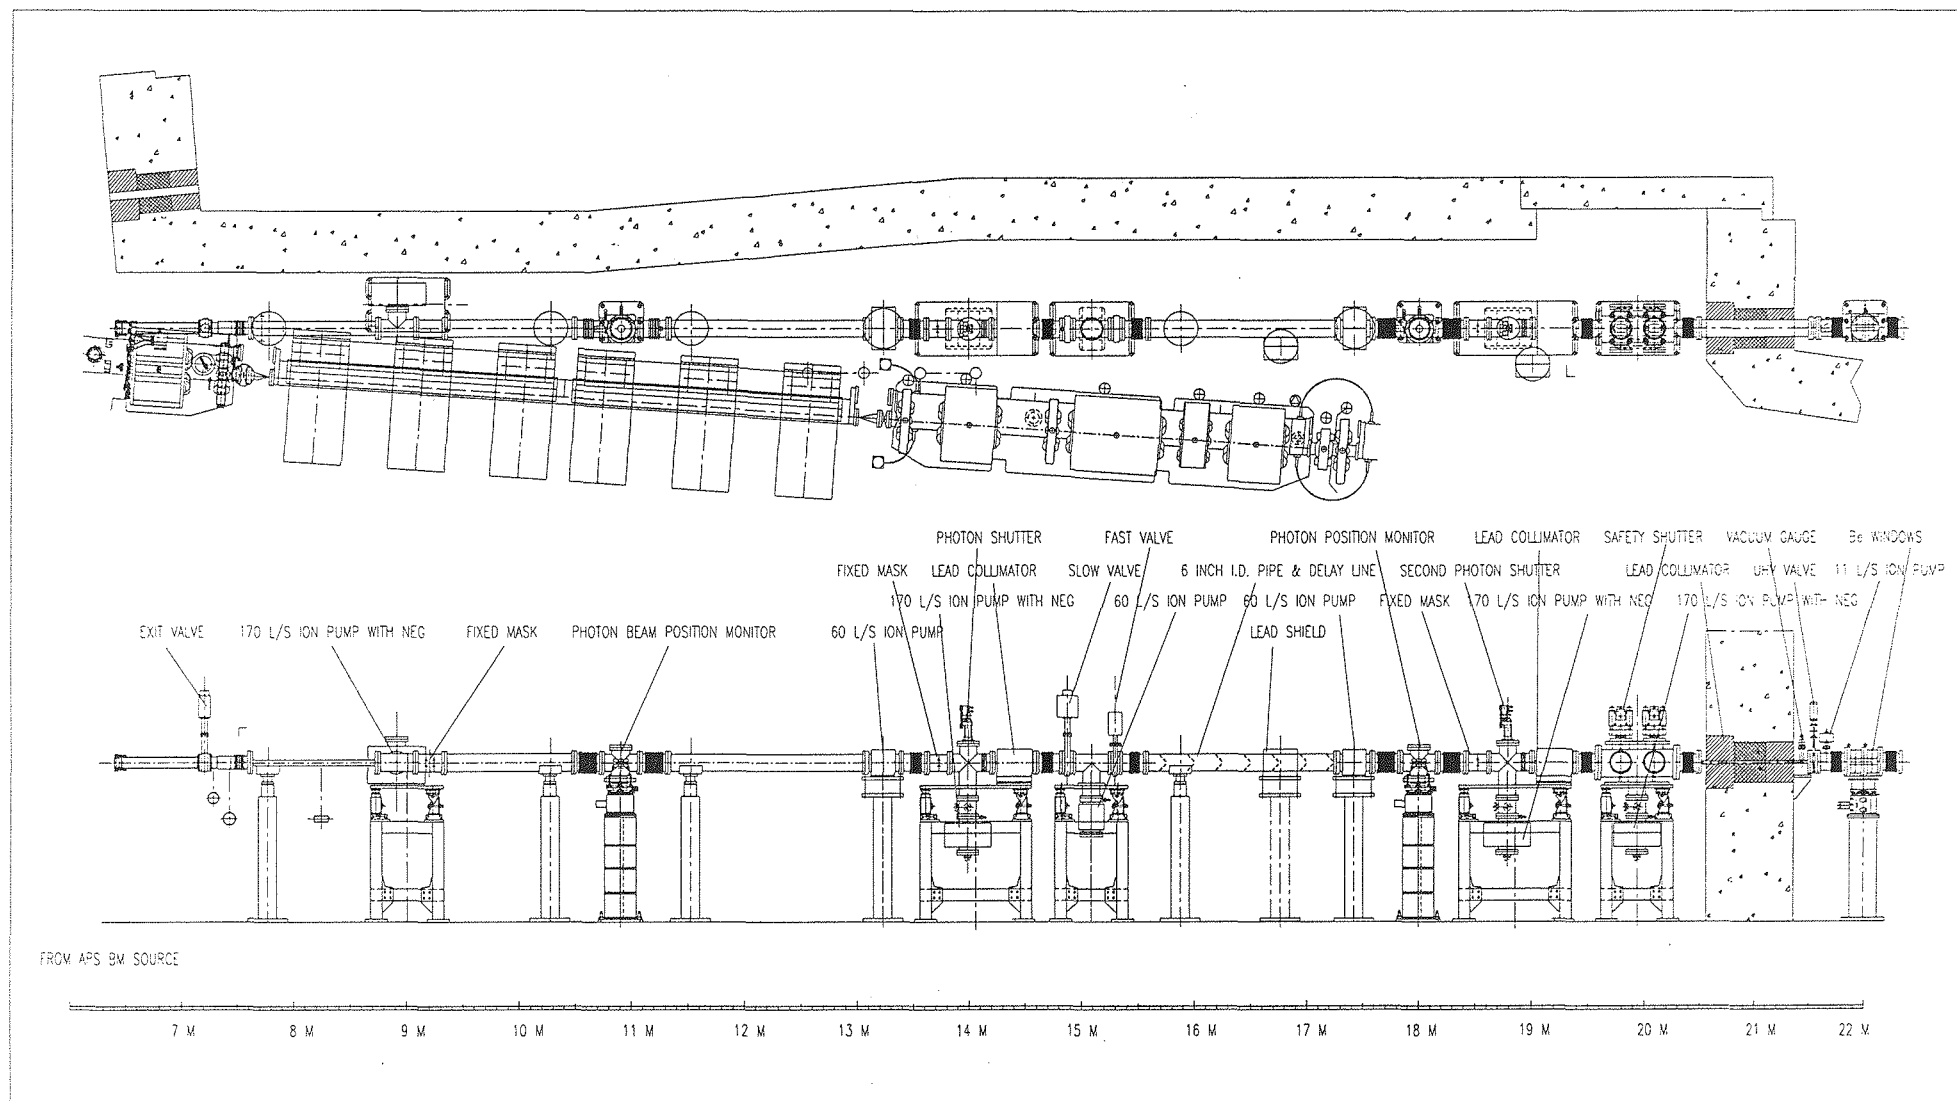 PHOTON SHUTTER FAST VALVE PHOTON POSITION MONITOR LEAD COLLIMATOR SAFETY SHUTTER VACUUM GAUGE Be WINDOWS
FIXED MASK LEAD COLLIMATOR SLOW VALVE 6 INCH I.D. PIPE & DELAY LINE SECOND PHOTON SHUTTER LEAD COLLIMATOR UHV VALVE 11 L/S ION PUMP
170 L/S ION PUMP WITH NEG 60 L/S ION PUMP 60 L/S ION PUMP FIXED MASK 170 L/S ION PUMP WITH NEG 170 L/S ION PUMP WITH NEG
EXIT VALVE 170 L/S ION PUMP WITH NEG FIXED MASK PHOTON BEAM POSITION MONITOR 60 L/S ION PUMP LEAD SHIELD
FROM APS BM SOURCE
7 M 8 M 9 M 10 M 11 M 12 M 13 M 14 M 15 M 16 M 17 M 18 M 19 M 20 M 21 M 22 M